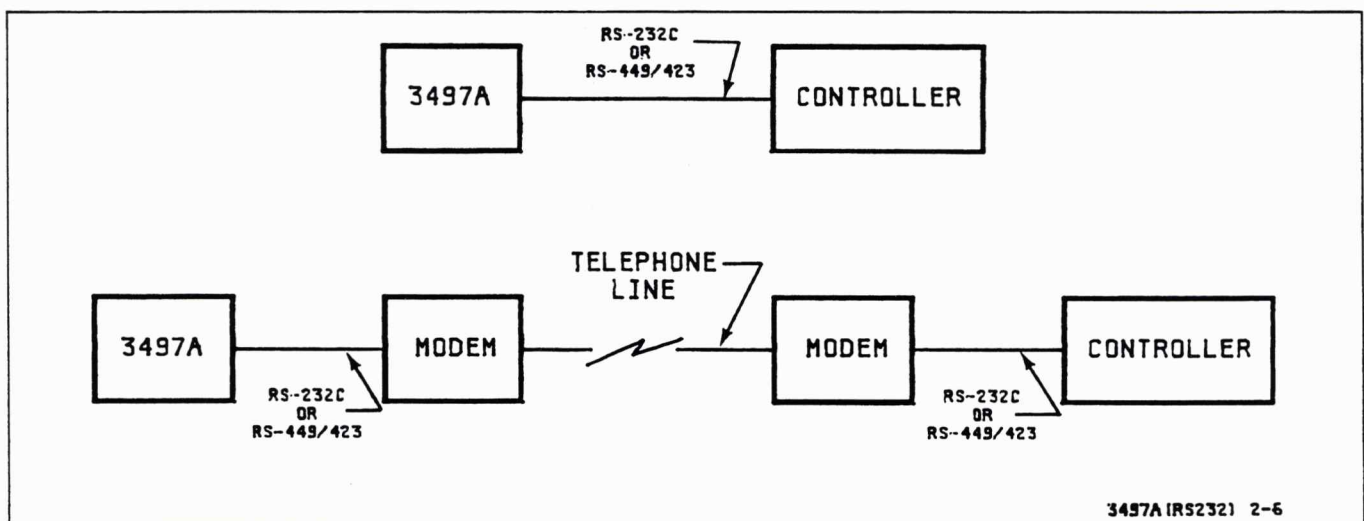 RS-232C
OR
RS-449/423
3497A
CONTROLLER
TELEPHONE
LINE
3497A
MODEM
MODEM
CONTROLLER
RS-232C
OR
RS-449/423
RS-232C
OR
RS-449/423
3497A (RS232) 2-6